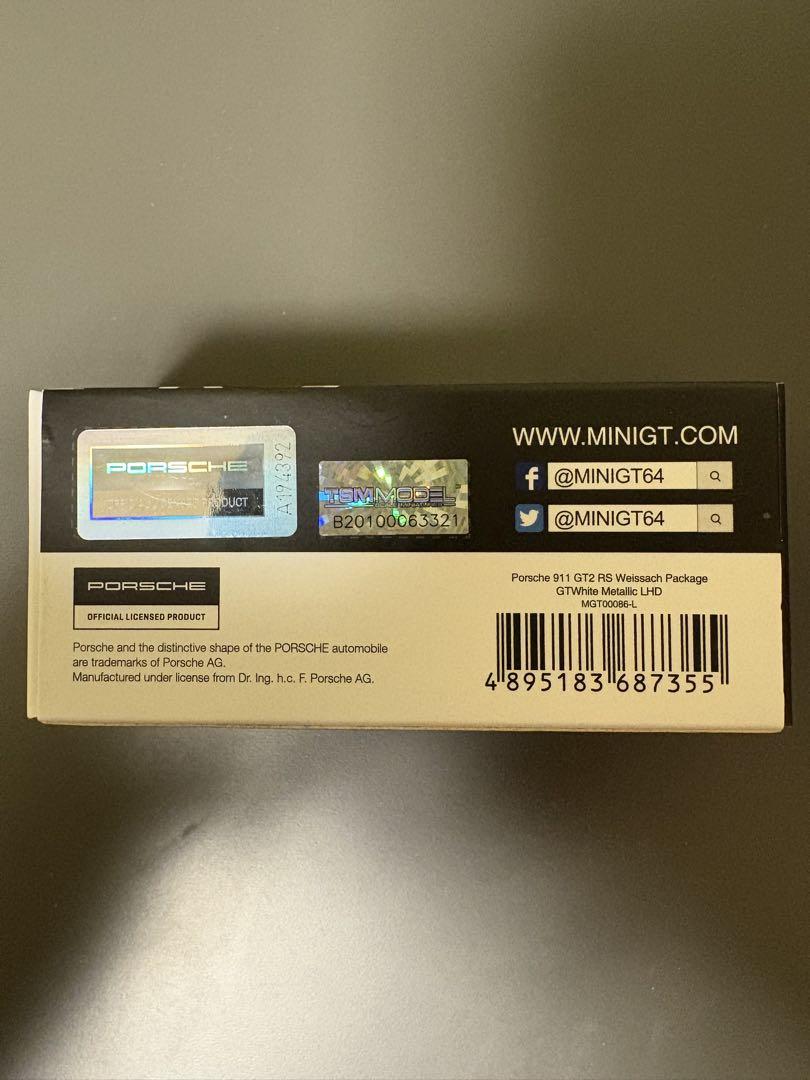 PORSCHE
PRODUCT
A194392
TSM MODEL
B20100063321
WWW.MINIGT.COM
@MINIGT64
@MINIGT64
PORSCHE
OFFICIAL LICENSED PRODUCT
Porsche and the distinctive shape of the PORSCHE automobile
are trademarks of Porsche AG.
Manufactured under license from Dr. Ing. h.c. F. Porsche AG.
Porsche 911 GT2 RS Weissach Package
GTWhite Metallic LHD
MGT00086-L
4 895183 687355